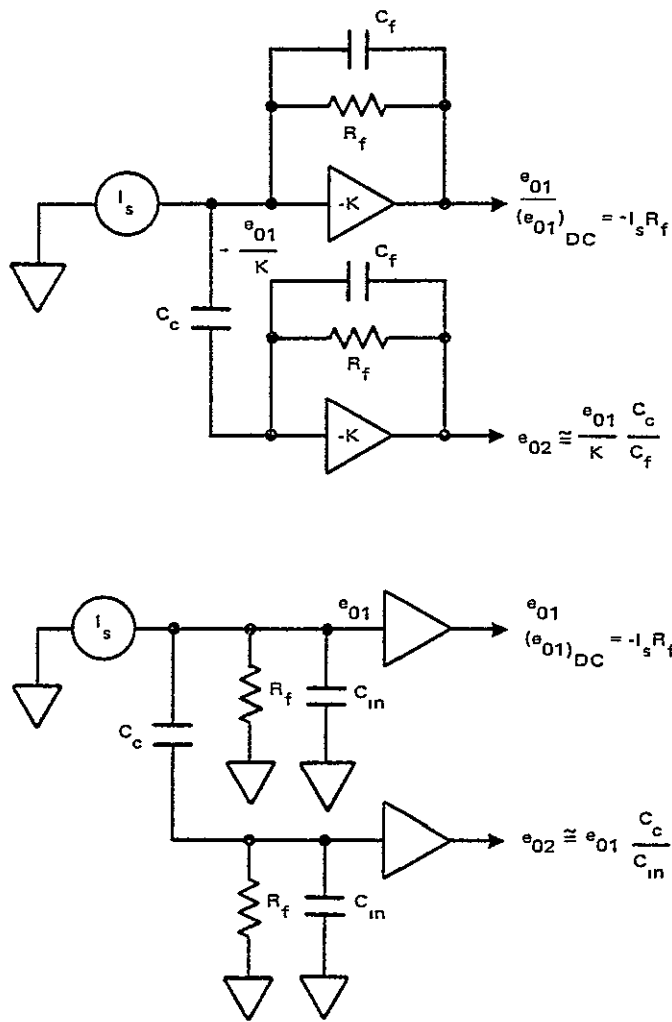 C_f
R_f
I_s
-K
e_01
(e_01)_DC = -I_s R_f
- e_01 / K
C_f
C_c
R_f
-K
e_02 ≅ e_01 / K C_c / C_f
I_s
e_01
e_01
(e_01)_DC = -I_s R_f
R_f
C_in
C_c
e_02 ≅ e_01 C_c / C_in
R_f
C_in